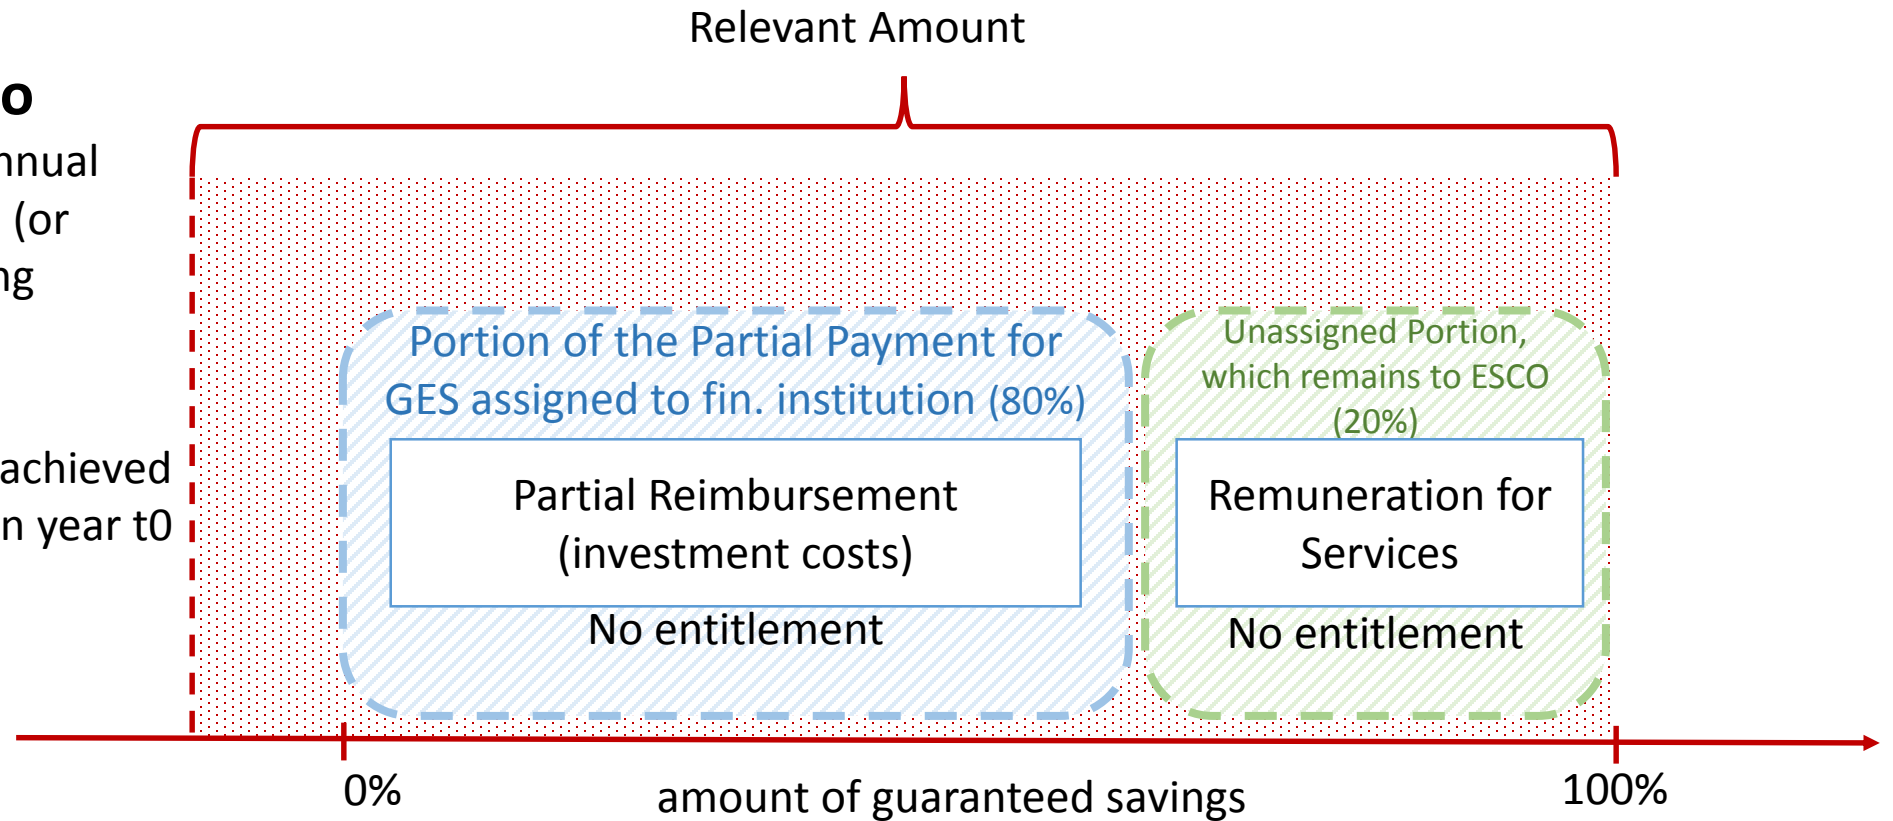 Relevant Amount
o
nnual
(or
ng
achieved
n year t0
Portion of the Partial Payment for
GES assigned to fin. institution (80%)
Partial Reimbursement
(investment costs)
No entitlement
Unassigned Portion,
which remains to ESCO
(20%)
Remuneration for
Services
No entitlement
0%
amount of guaranteed savings
100%